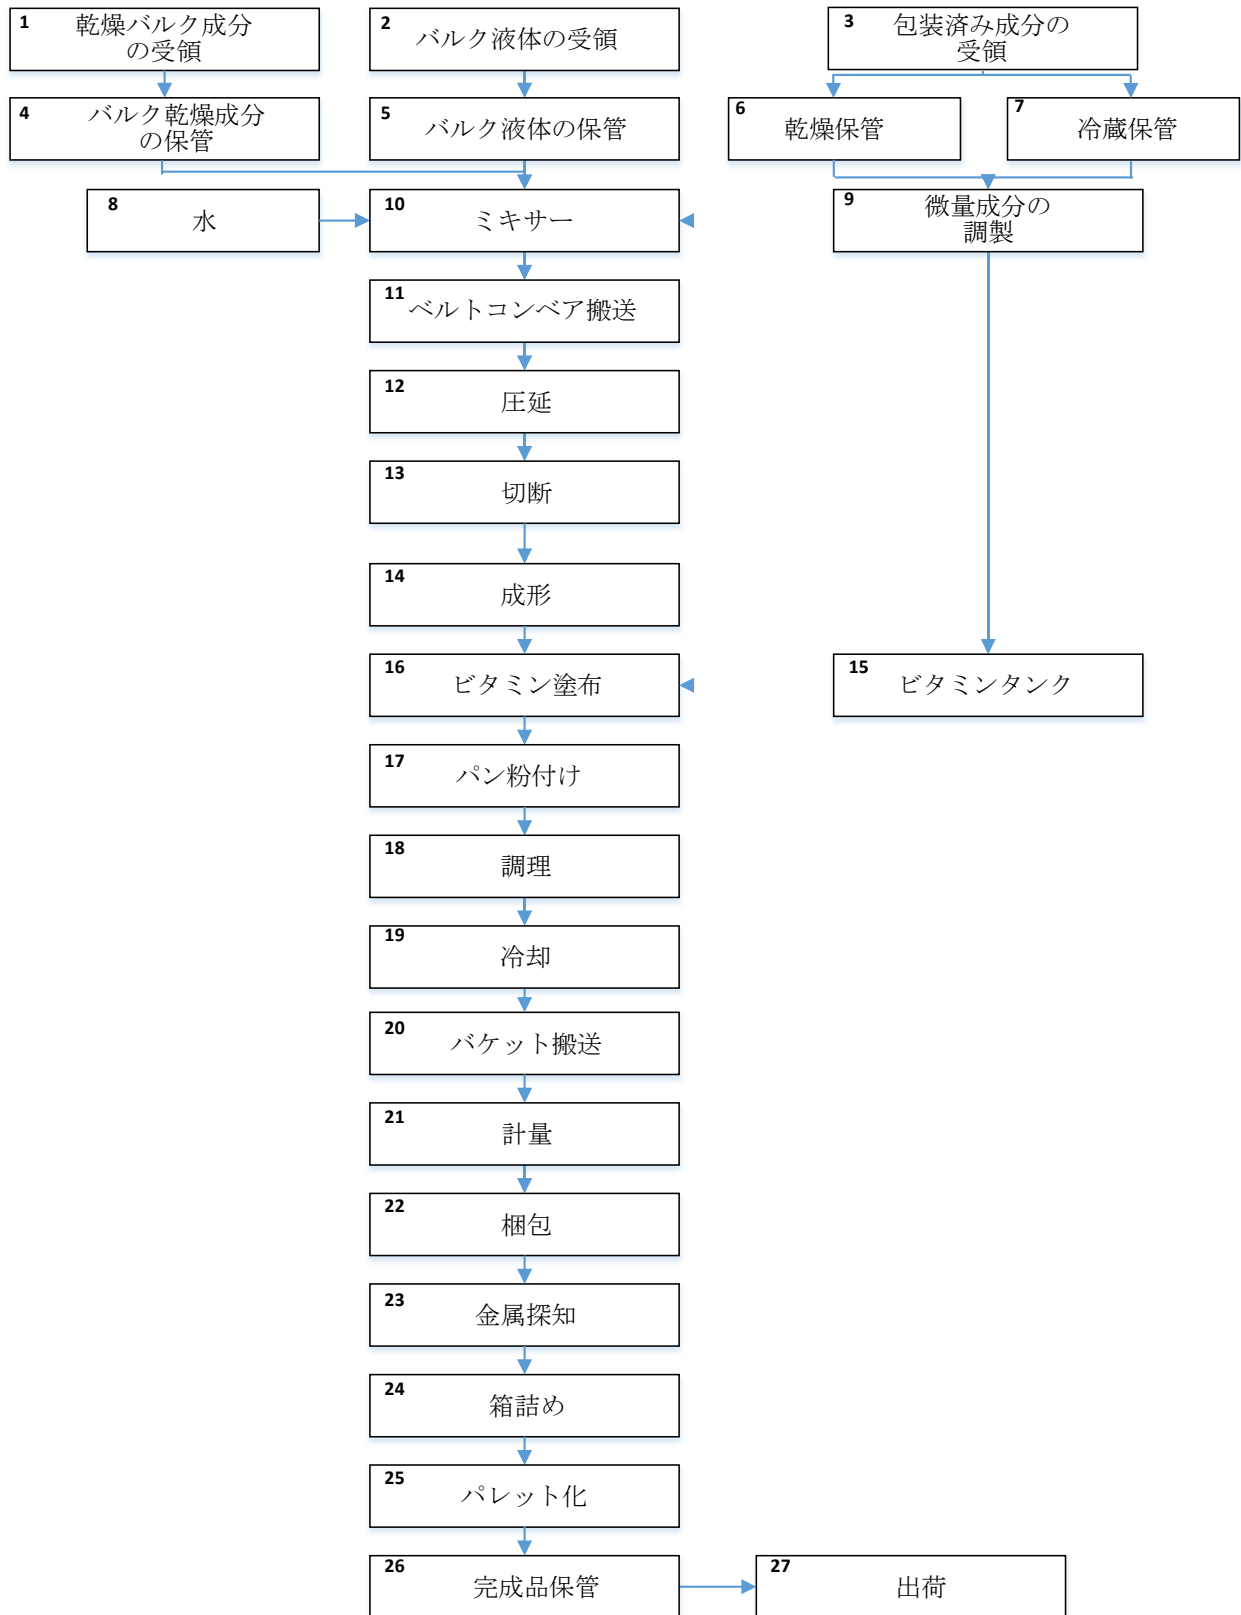 1
乾燥バルク成分
の受領
2
バルク液体の受領
3
包装済み成分の
受領
4
バルク乾燥成分
の保管
5
バルク液体の保管
6
乾燥保管
7
冷蔵保管
8
水
10
ミキサー
9
微量成分の
調製
11
ベルトコンベア搬送
12
圧延
13
切断
14
成形
16
ビタミン塗布
15
ビタミンタンク
17
パン粉付け
18
調理
19
冷却
20
バケット搬送
21
計量
22
梱包
23
金属探知
24
箱詰め
25
パレット化
26
完成品保管
27
出荷